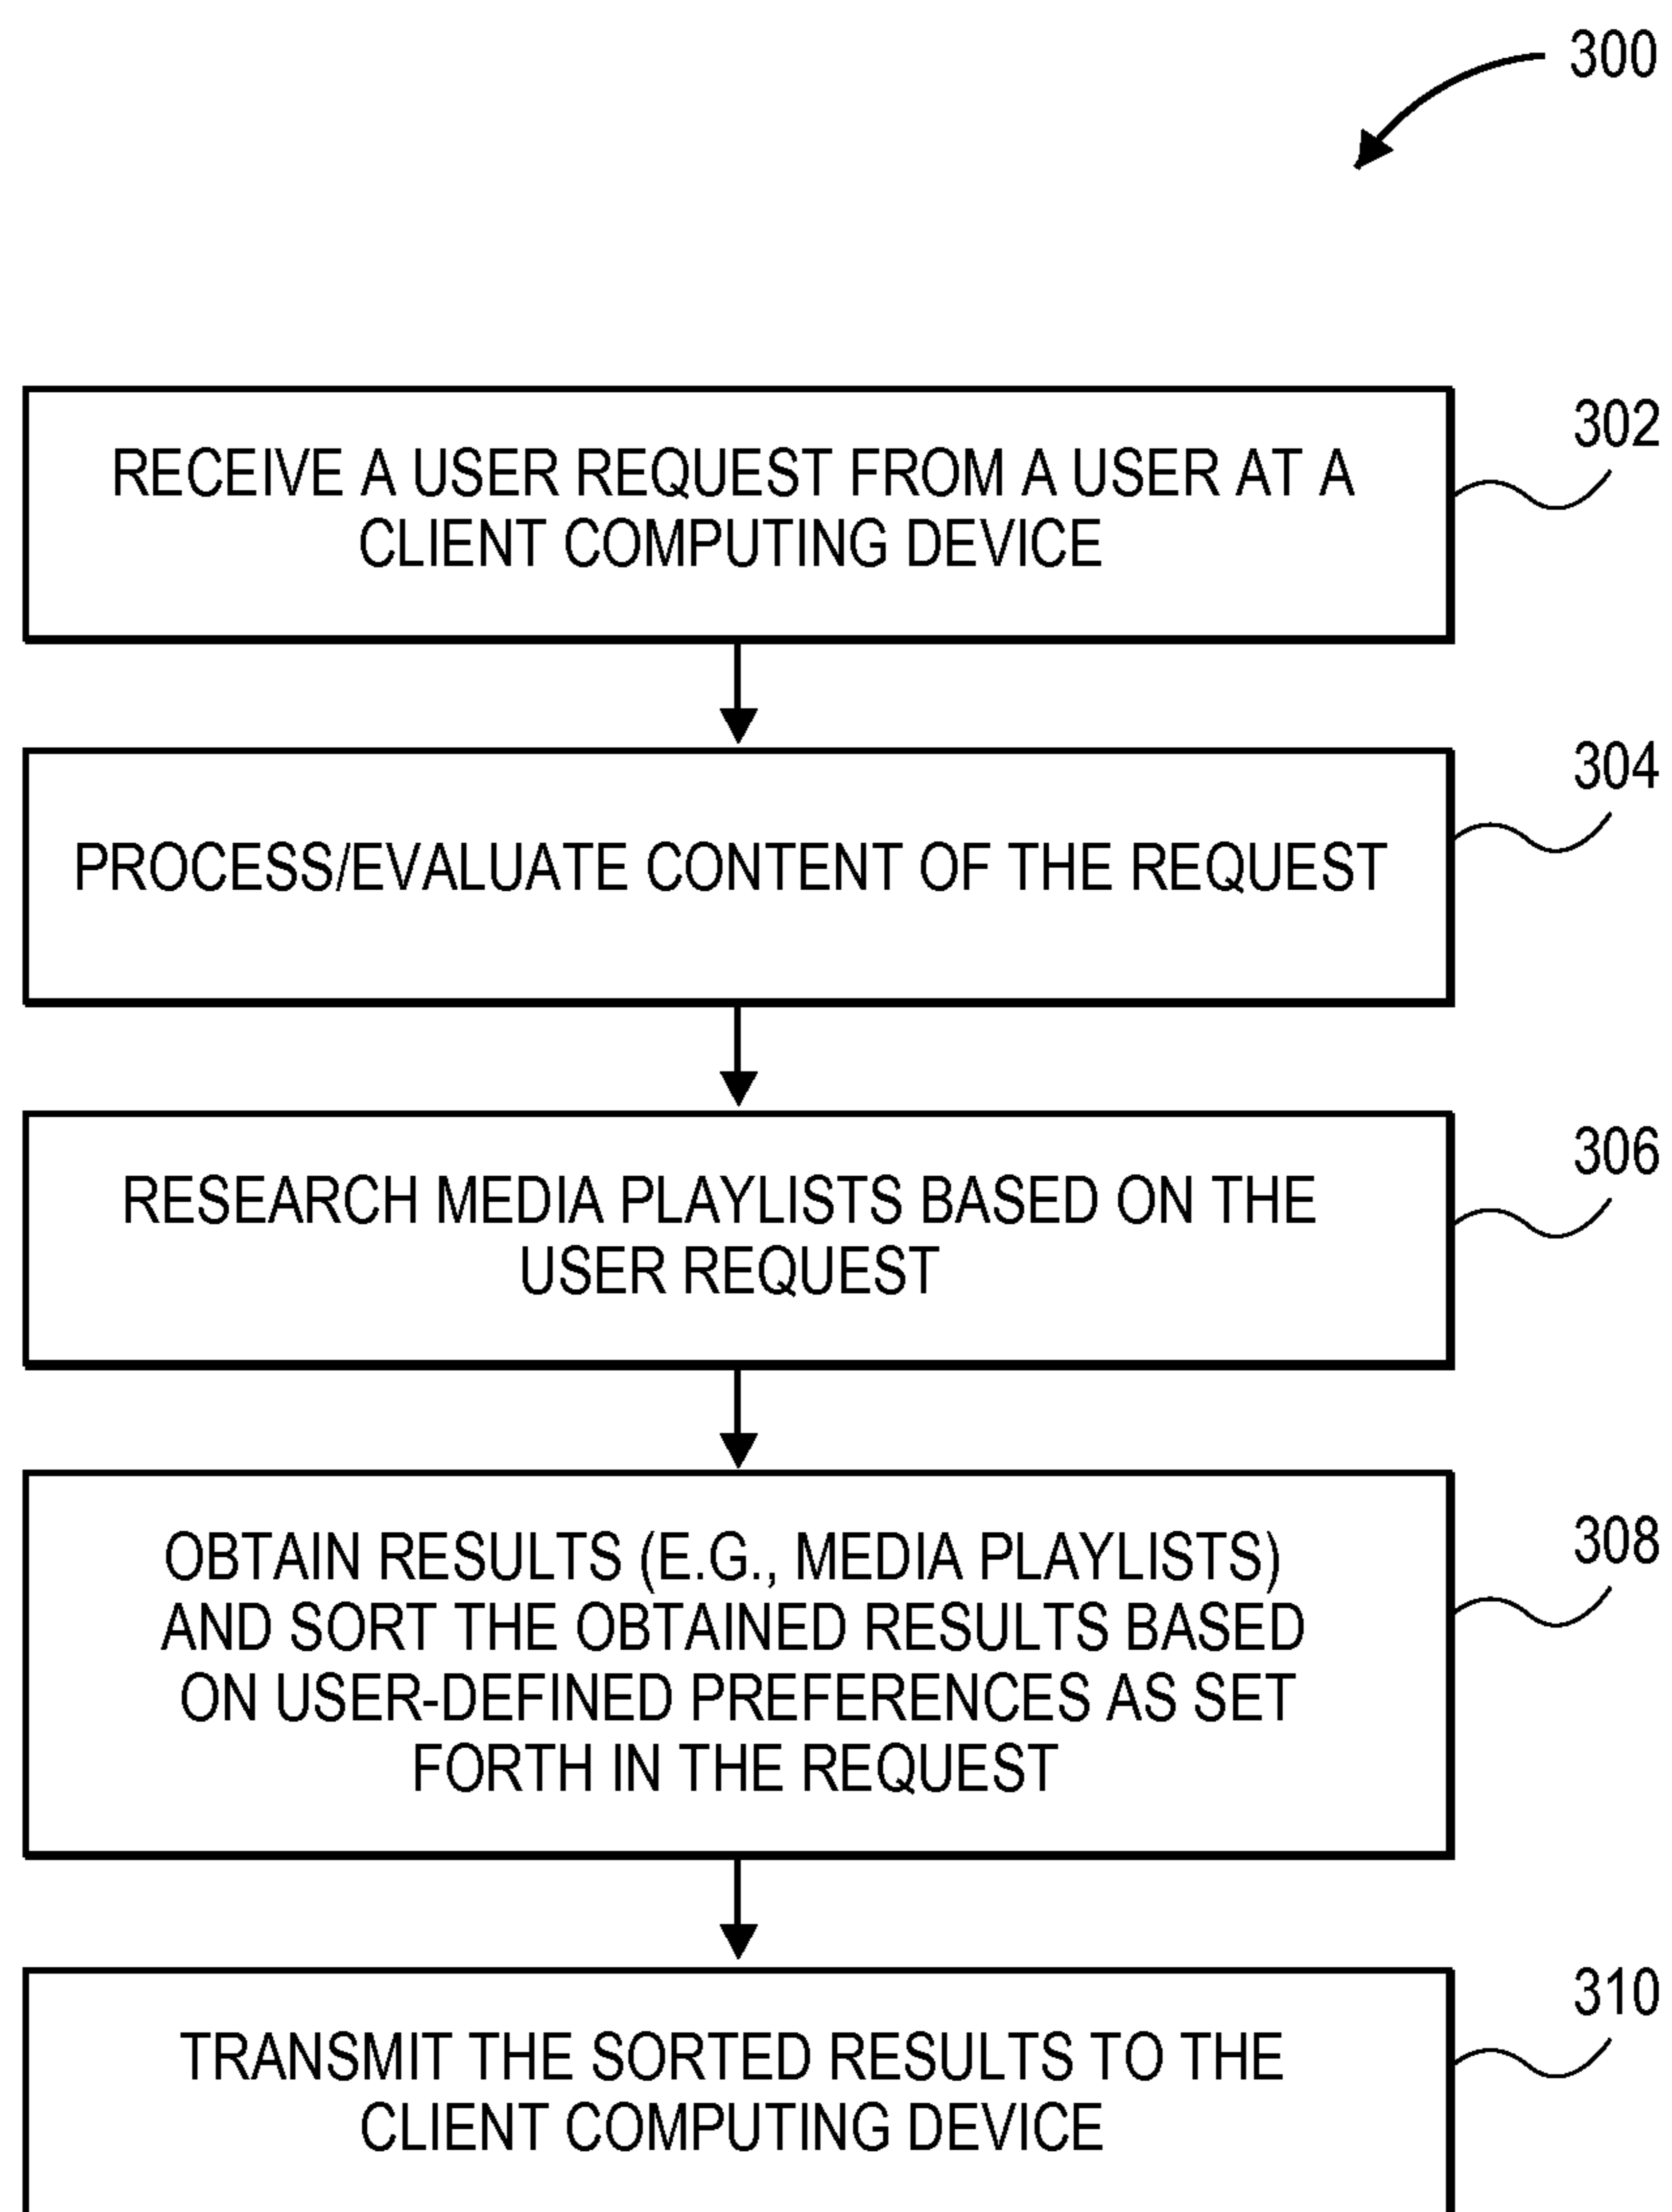 300
302
RECEIVE A USER REQUEST FROM A USER AT A
CLIENT COMPUTING DEVICE
304
PROCESS/EVALUATE CONTENT OF THE REQUEST
306
RESEARCH MEDIA PLAYLISTS BASED ON THE
USER REQUEST
308
OBTAIN RESULTS (E.G., MEDIA PLAYLISTS)
AND SORT THE OBTAINED RESULTS BASED
ON USER-DEFINED PREFERENCES AS SET
FORTH IN THE REQUEST
310
TRANSMIT THE SORTED RESULTS TO THE
CLIENT COMPUTING DEVICE